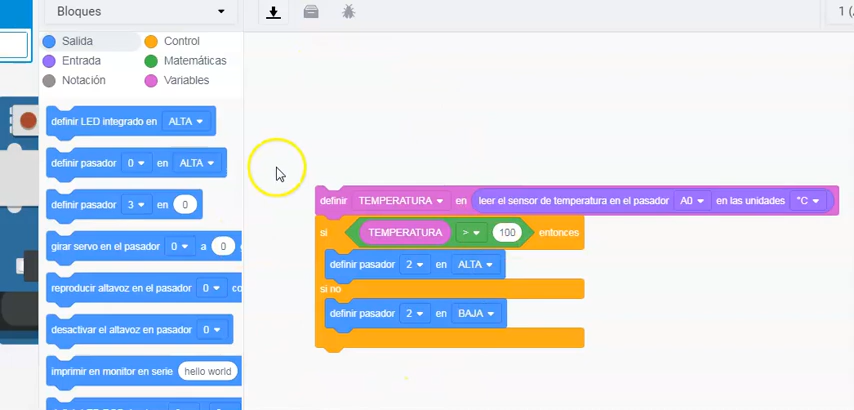 Bloques
1 (
Salida
Control
Entrada
Matemáticas
Notación
Variables
definir LED integrado en ALTA
definir pasador 0 en ALTA
definir pasador 3 en 0
girar servo en el pasador 0 a 0
reproducir altavoz en el pasador 0
desactivar el altavoz en pasador 0
imprimir en monitor en serie hello world
definir TEMPERATURA en leer el sensor de temperatura en el pasador A0 en las unidades °C
si TEMPERATURA > 100 entonces
definir pasador 2 en ALTA
si no
definir pasador 2 en BAJA